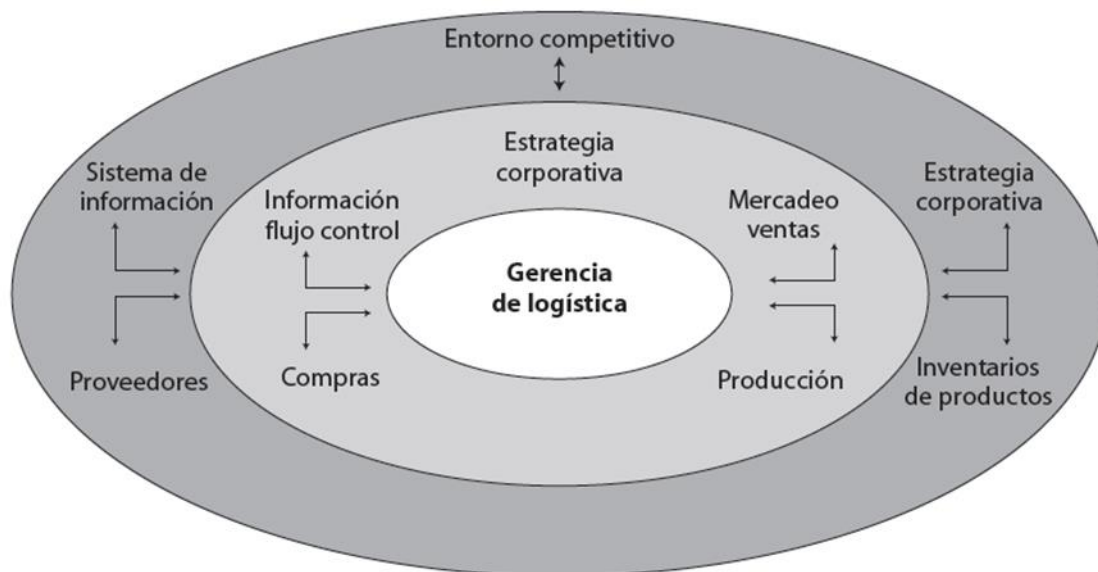 Entorno competitivo
Estrategia
corporativa
Sistema de
información
Información
flujo control
Mercadeo
ventas
Estrategia
corporativa
Gerencia
de logística
Proveedores
Compras
Producción
Inventarios
de productos